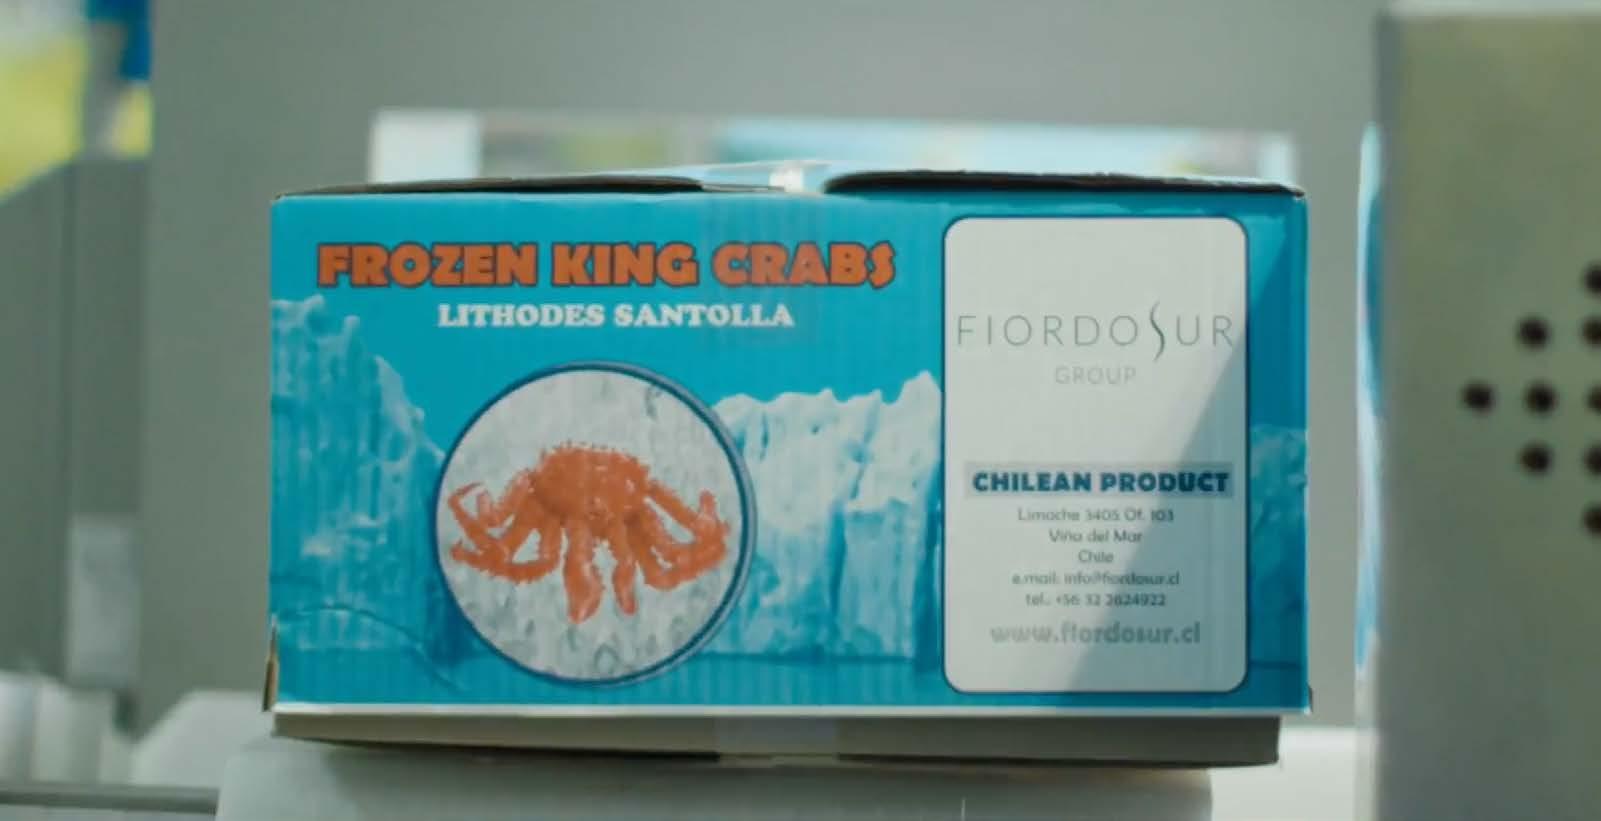 FROZEN KING CRABS
LITHODES SANTOLLA
FIORDOSUR
GROUP
CHILEAN PRODUCT
Limache 3405 Of. 103
Viña del Mar
Chile
e.mail: info@fiordosur.cl
tel.: +56 32 2624922
www.fiordosur.cl